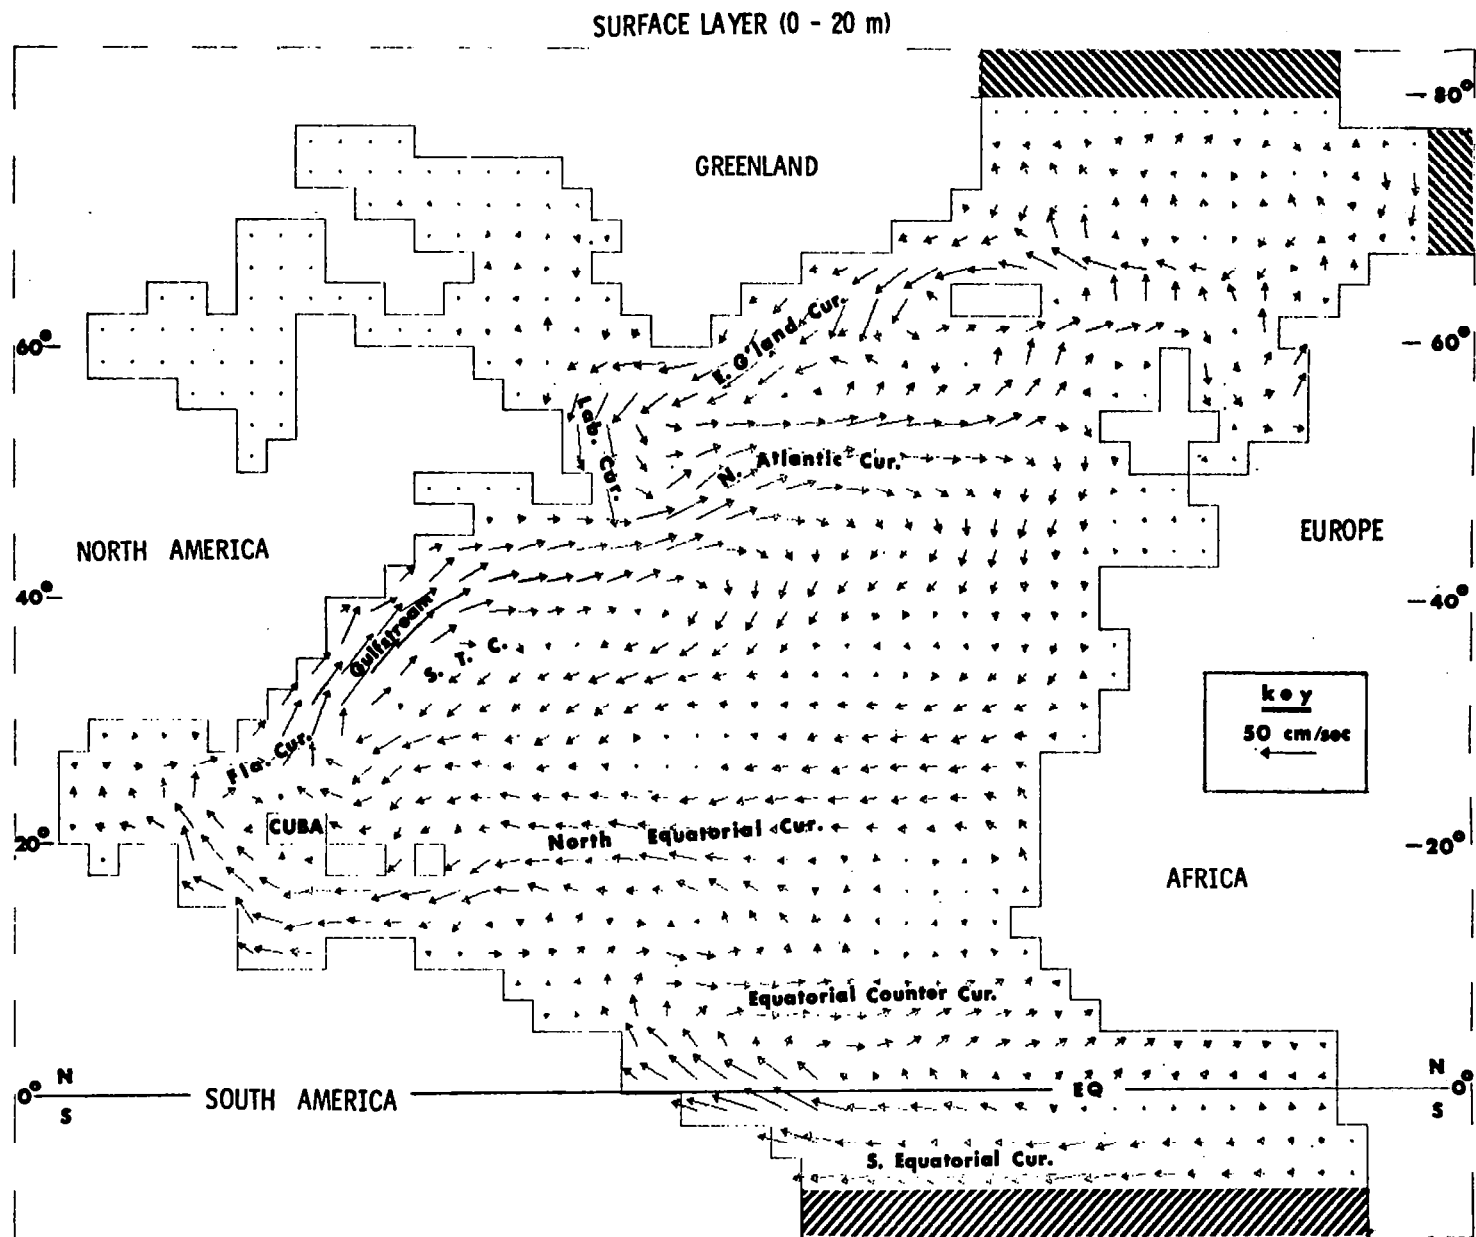 SURFACE LAYER (0 - 20 m)
80°
GREENLAND
E. G'land Cur.
60°
60°
Lab. Cur.
N. Atlantic Cur.
NORTH AMERICA
EUROPE
40°
40°
Gulfstream
S. T. C.
key
50 cm/sec
Fla. Cur.
CUBA
North Equatorial Cur.
20°
20°
AFRICA
Equatorial Counter Cur.
N
0°
S
SOUTH AMERICA
EQ
N
0°
S
S. Equatorial Cur.